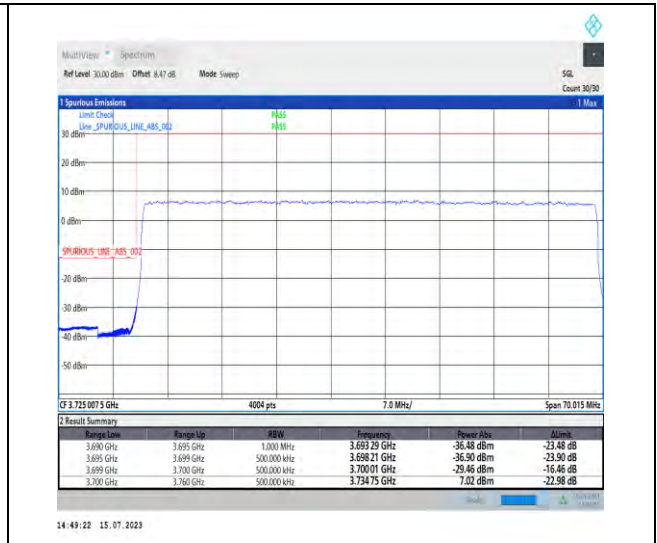 MultiView Spectrum
Ref Level 30.00 dBm Offset 8.47 dB Mode Sweep SGL
Count 30/30
1 Spurious Emissions 1 Max
Limit Check PASS
Line _SPURIOUS_LINE_ABS_002 PASS
30 dBm
20 dBm
10 dBm
0 dBm
SPURIOUS_LINE_ABS_002
-20 dBm
-30 dBm
-40 dBm
-50 dBm
CF 3.725 007 5 GHz 4004 pts 7.0 MHz/ Span 70.015 MHz
2 Result Summary
Range Low Range Up RBW Frequency Power Abs ΔLimit
3.690 GHz 3.695 GHz 1.000 MHz 3.693 29 GHz -36.48 dBm -23.48 dB
3.695 GHz 3.699 GHz 500.000 kHz 3.698 21 GHz -36.90 dBm -23.90 dB
3.699 GHz 3.700 GHz 500.000 kHz 3.700 01 GHz -29.46 dBm -16.46 dB
3.700 GHz 3.760 GHz 500.000 kHz 3.734 75 GHz 7.02 dBm -22.98 dB
Ready
14:49:22 15.07.2023